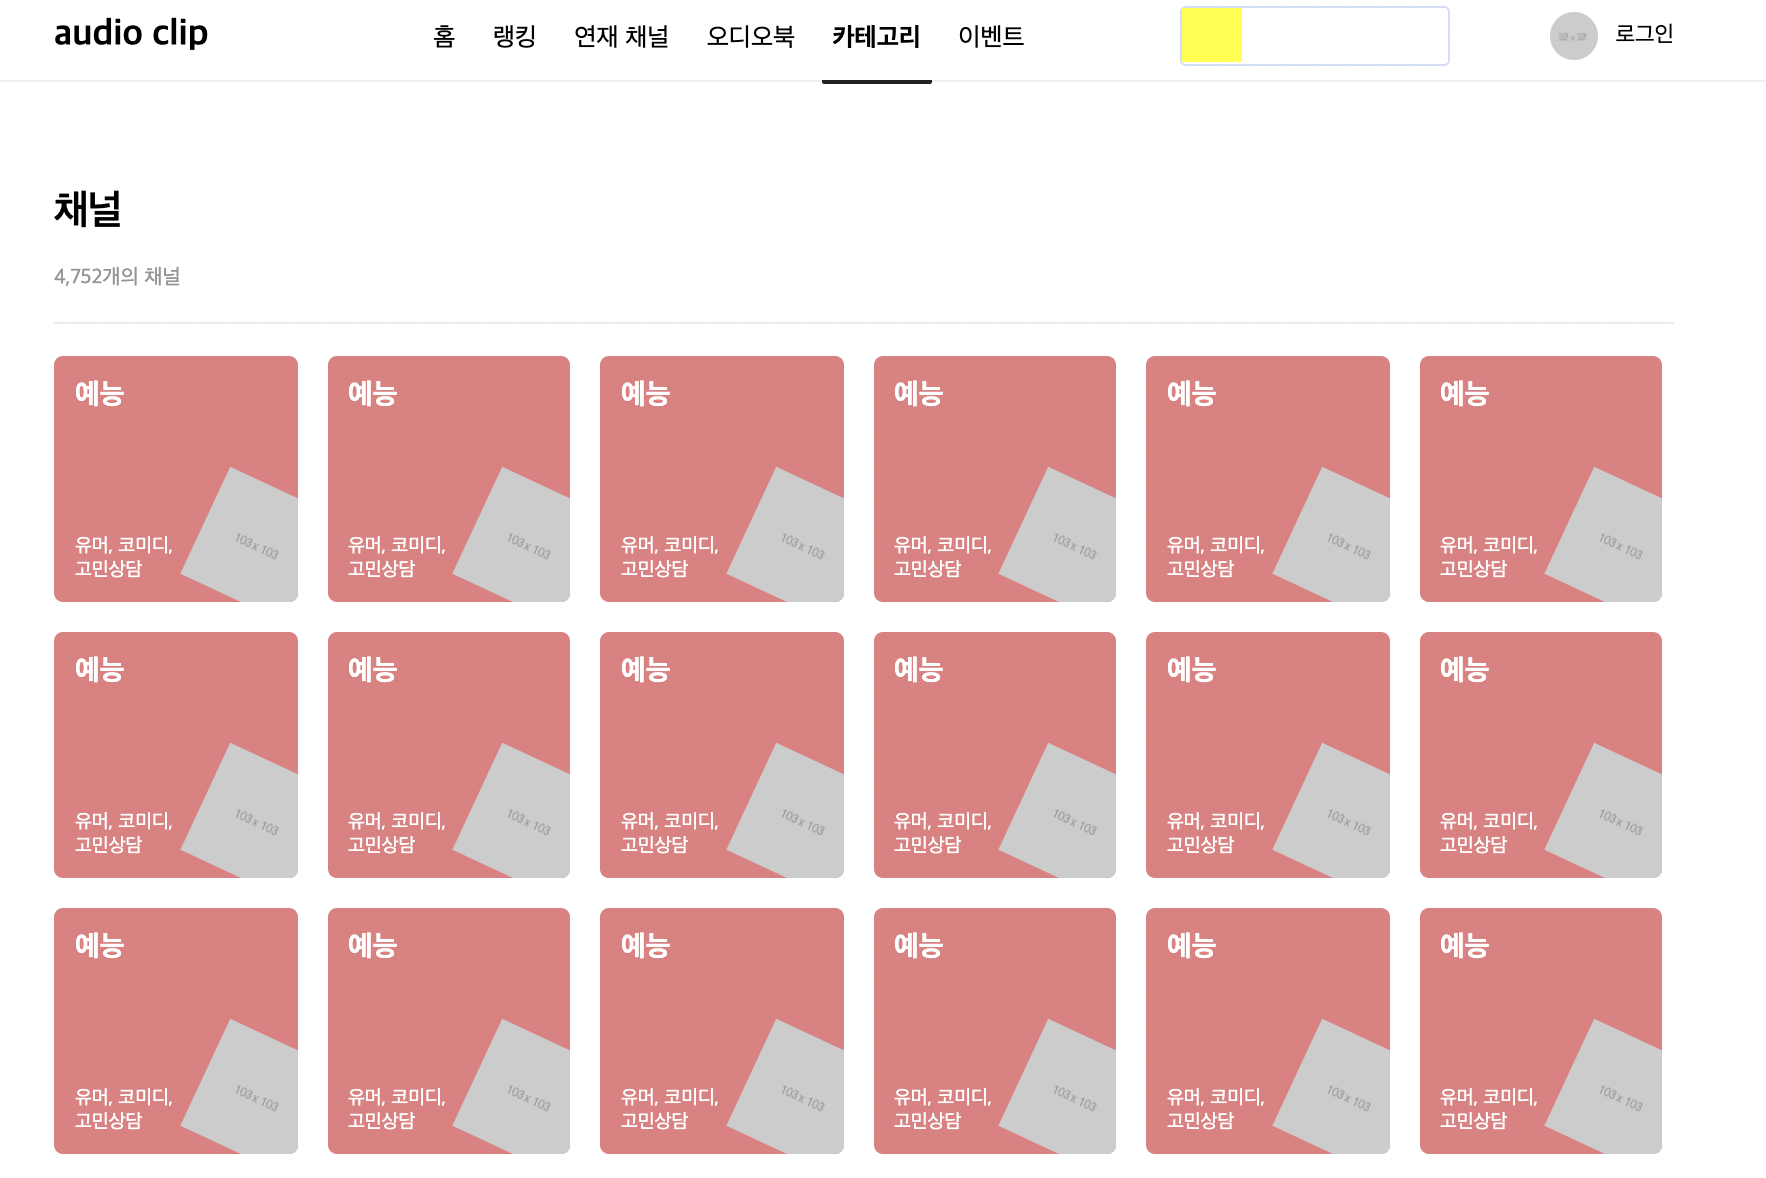 audio clip 홈 랭킹 연재 채널 오디오북 카테고리 이벤트 52 x 52 로그인
채널
4,752개의 채널
예능 예능 예능 예능 예능 예능
103 x 103 103 x 103 103 x 103 103 x 103 103 x 103 103 x 103
유머, 코미디, 유머, 코미디, 유머, 코미디, 유머, 코미디, 유머, 코미디, 유머, 코미디,
고민상담 고민상담 고민상담 고민상담 고민상담 고민상담
예능 예능 예능 예능 예능 예능
103 x 103 103 x 103 103 x 103 103 x 103 103 x 103 103 x 103
유머, 코미디, 유머, 코미디, 유머, 코미디, 유머, 코미디, 유머, 코미디, 유머, 코미디,
고민상담 고민상담 고민상담 고민상담 고민상담 고민상담
예능 예능 예능 예능 예능 예능
103 x 103 103 x 103 103 x 103 103 x 103 103 x 103 103 x 103
유머, 코미디, 유머, 코미디, 유머, 코미디, 유머, 코미디, 유머, 코미디, 유머, 코미디,
고민상담 고민상담 고민상담 고민상담 고민상담 고민상담